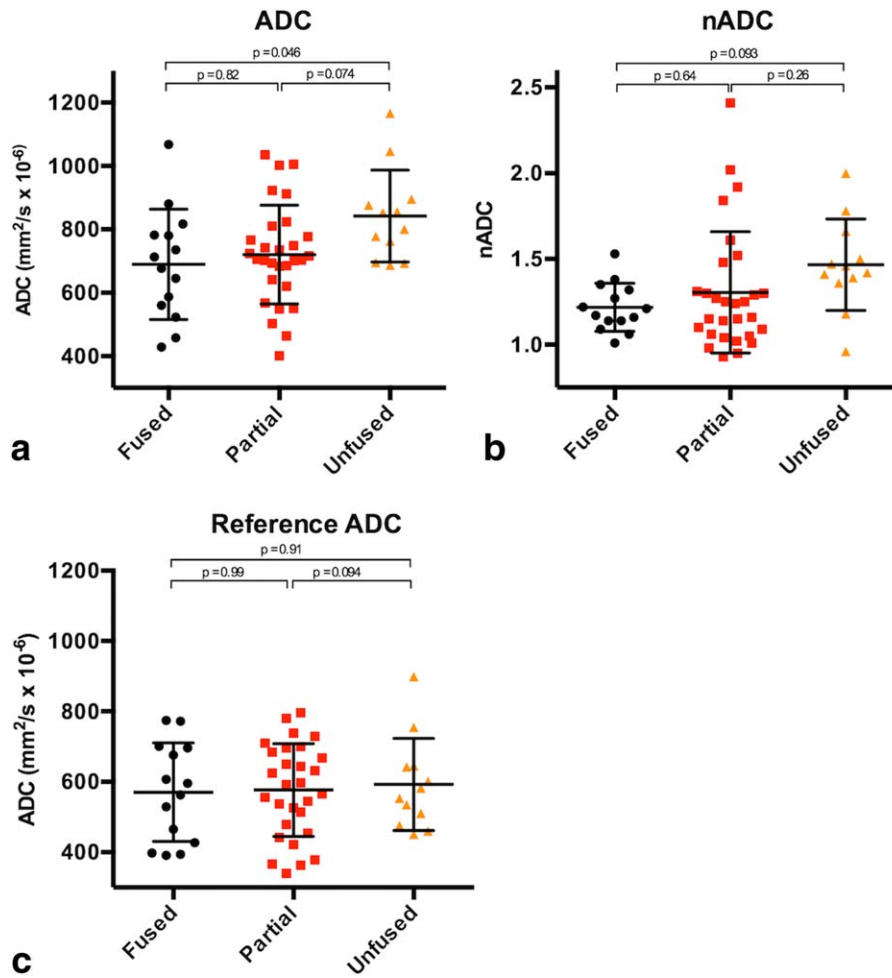 ADC
p=0.046
p=0.82
p=0.074
1200
1000
800
600
400
ADC (mm²/s x 10⁻⁶)
Fused
Partial
Unfused
a
nADC
p=0.093
p=0.64
p=0.26
2.5
2.0
1.5
1.0
nADC
Fused
Partial
Unfused
b
Reference ADC
p=0.91
p=0.99
p=0.094
1200
1000
800
600
400
ADC (mm²/s x 10⁻⁶)
Fused
Partial
Unfused
c